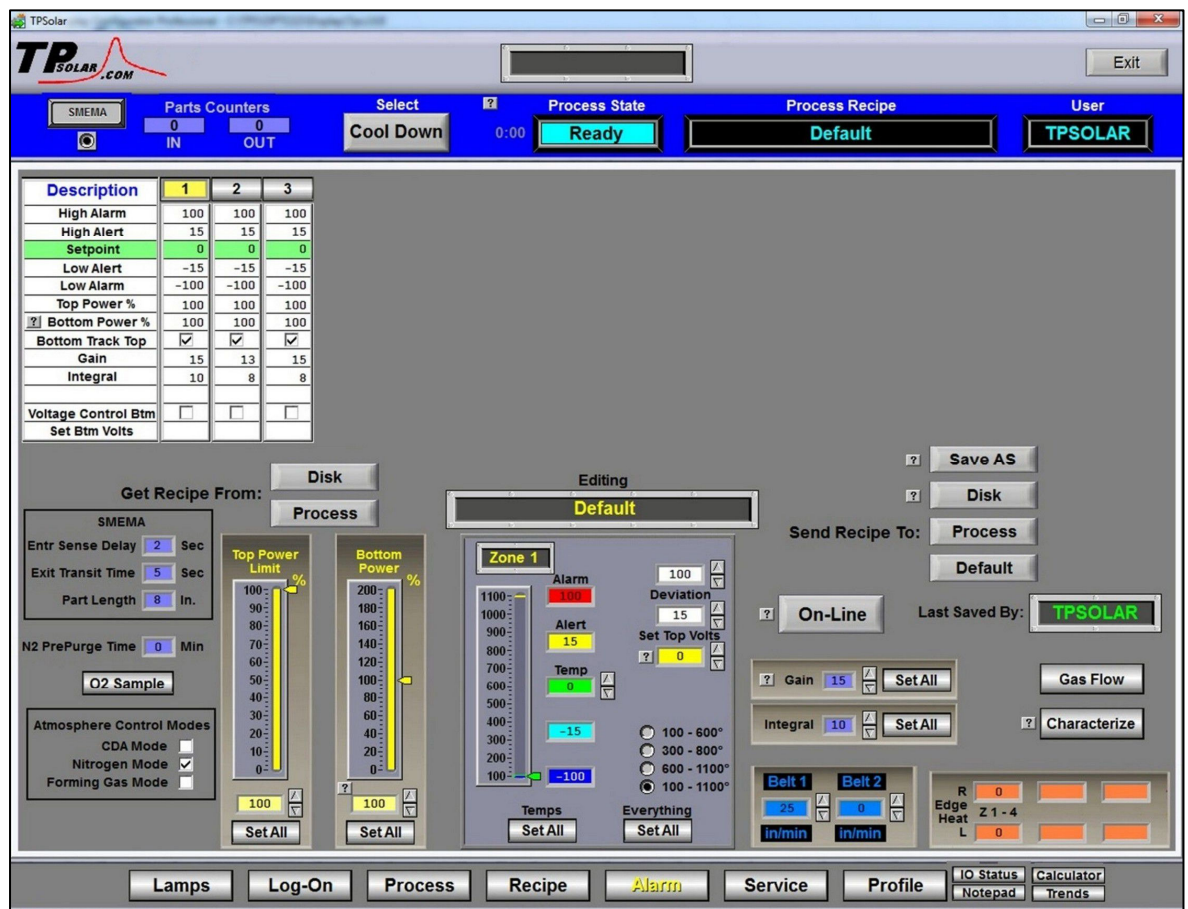 TPSolar
TPSOLAR.COM
Exit
SMEMA
Parts Counters
0 0
IN OUT
Select
Cool Down
?
0:00
Process State
Ready
Process Recipe
Default
User
TPSOLAR
Description 1 2 3
High Alarm 100 100 100
High Alert 15 15 15
Setpoint 0 0 0
Low Alert -15 -15 -15
Low Alarm -100 -100 -100
Top Power % 100 100 100
? Bottom Power % 100 100 100
Bottom Track Top
Gain 15 13 15
Integral 10 8 8
Voltage Control Btm
Set Btm Volts
Get Recipe From:
Disk
Process
SMEMA
Entr Sense Delay 2 Sec
Exit Transit Time 5 Sec
Part Length 8 In.
N2 PrePurge Time 0 Min
O2 Sample
Atmosphere Control Modes
CDA Mode
Nitrogen Mode
Forming Gas Mode
Top Power
Limit
%
100
90
80
70
60
50
40
30
20
10
0
100
Set All
Bottom
Power
%
200
180
160
140
120
100
80
60
40
20
0
?
100
Set All
Editing
Default
Zone 1
1100
1000
900
800
700
600
500
400
300
200
100
Alarm
100
Alert
15
Temp
0
-15
-100
100
Deviation
15
Set Top Volts
? 0
100 - 600°
300 - 800°
600 - 1100°
100 - 1100°
Temps
Set All
Everything
Set All
? Save AS
? Disk
Send Recipe To: Process
Default
? On-Line
Last Saved By: TPSOLAR
? Gain 15 Set All
Integral 10 Set All
Gas Flow
? Characterize
Belt 1 Belt 2
25 0
in/min in/min
R 0
Edge
Heat
Z 1 - 4
L 0
Lamps
Log-On
Process
Recipe
Alarm
Service
Profile
IO Status
Calculator
Notepad
Trends